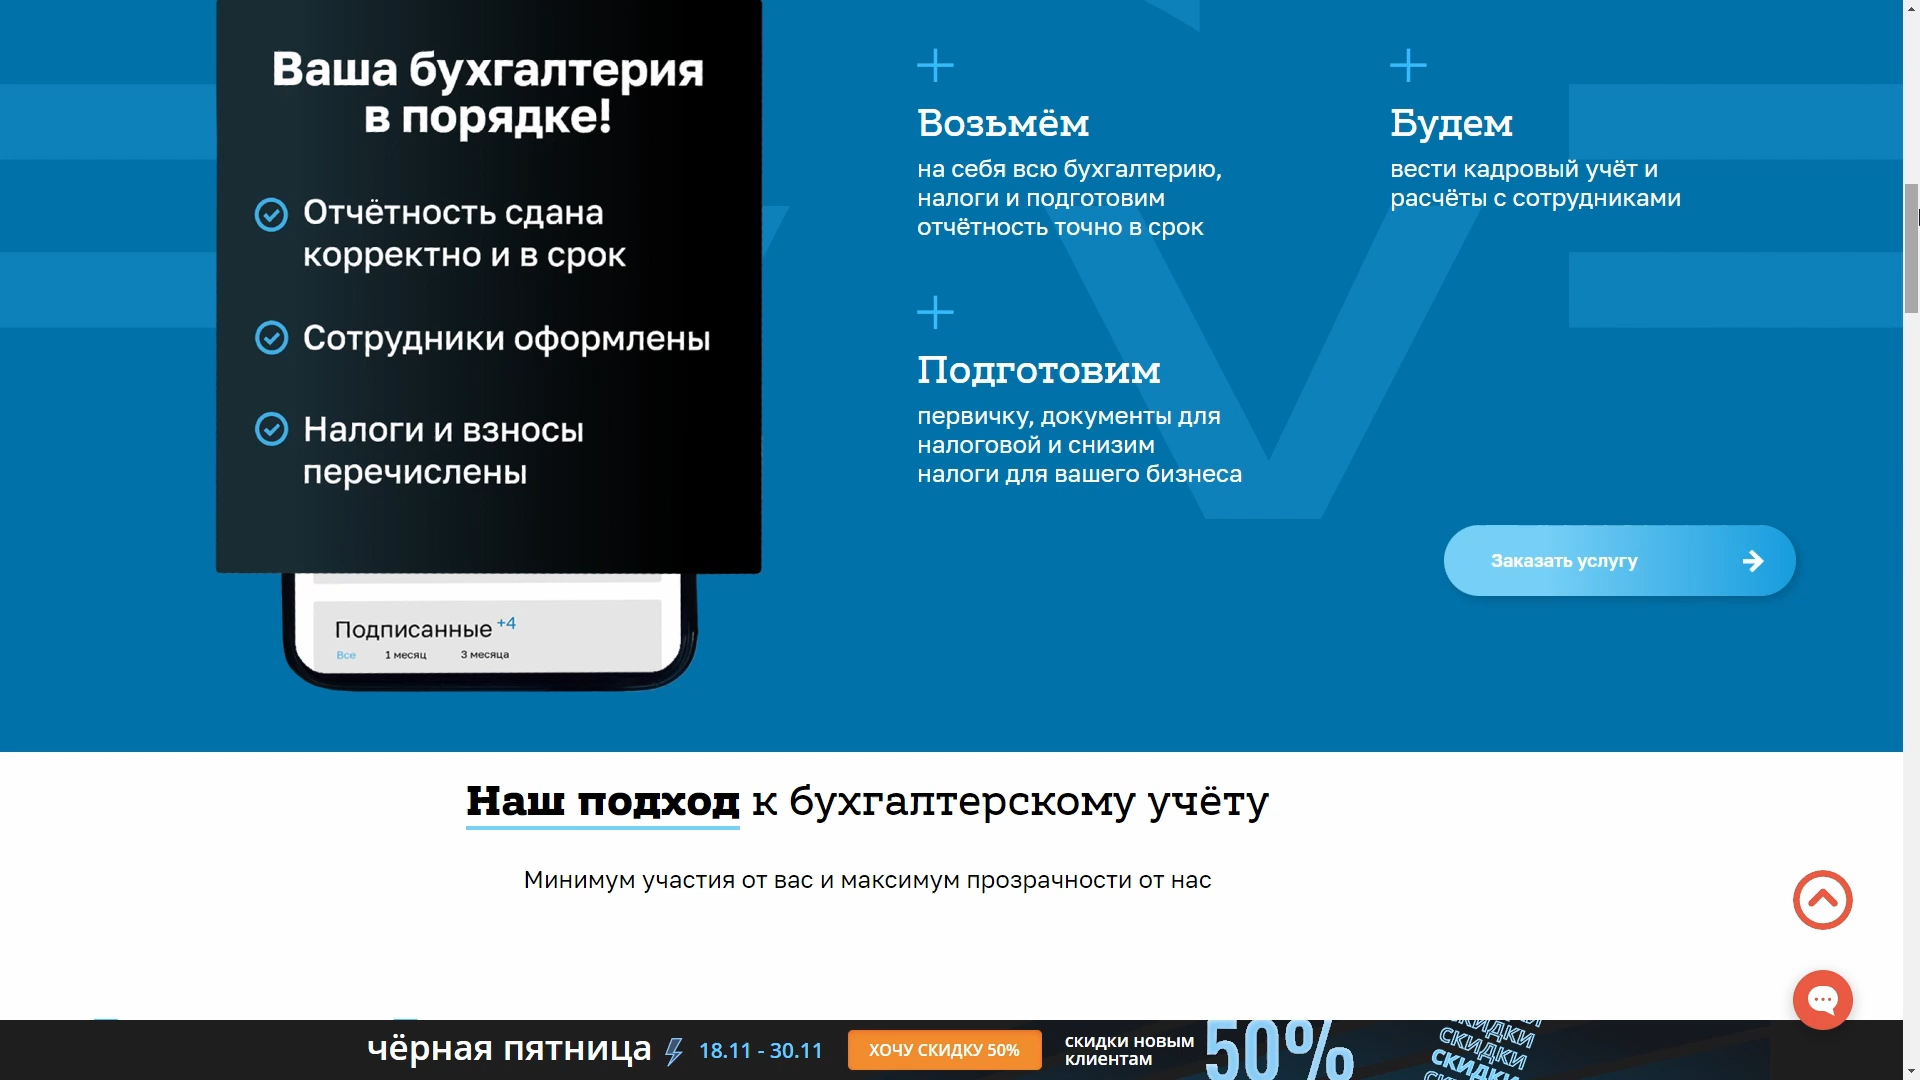 Ваша бухгалтерия
в порядке!
Отчётность сдана
корректно и в срок
Сотрудники оформлены
Налоги и взносы
перечислены
Подписанные +4
Все 1 месяц 3 месяца
Возьмём
на себя всю бухгалтерию,
налоги и подготовим
отчётность точно в срок
Будем
вести кадровый учёт и
расчёты с сотрудниками
Подготовим
первичку, документы для
налоговой и снизим
налоги для вашего бизнеса
Заказать услугу
Наш подход к бухгалтерскому учёту
Минимум участия от вас и максимум прозрачности от нас
чёрная пятница 18.11 - 30.11
ХОЧУ СКИДКУ 50%
скидки новым
клиентам
50%
СКИДКИ
СКИДКИ
СКИДКИ